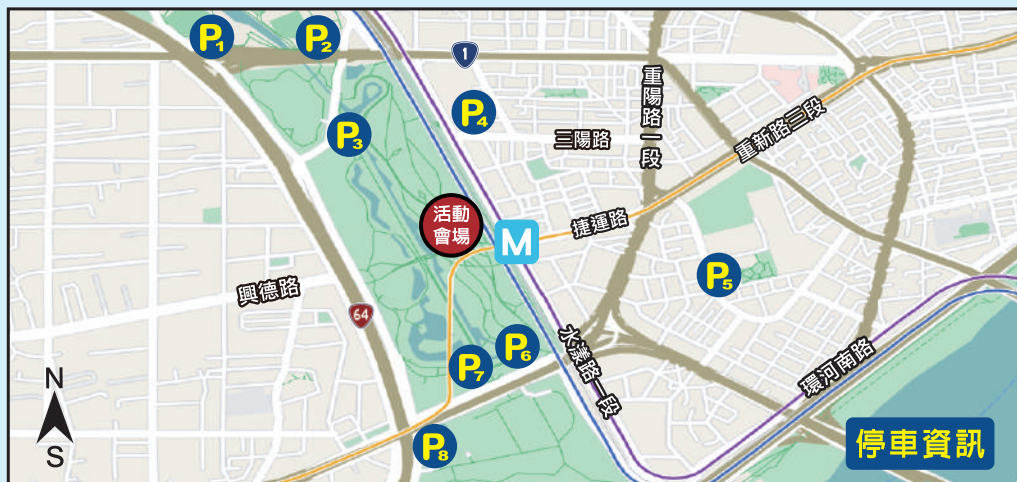 P1
P2
1
P4
重陽路一段
重新路三段
P3
三陽路
活動
會場
M
捷運路
P5
興德路
64
P6
水漾路一段
P7
環河南路
N
S
P8
停車資訊